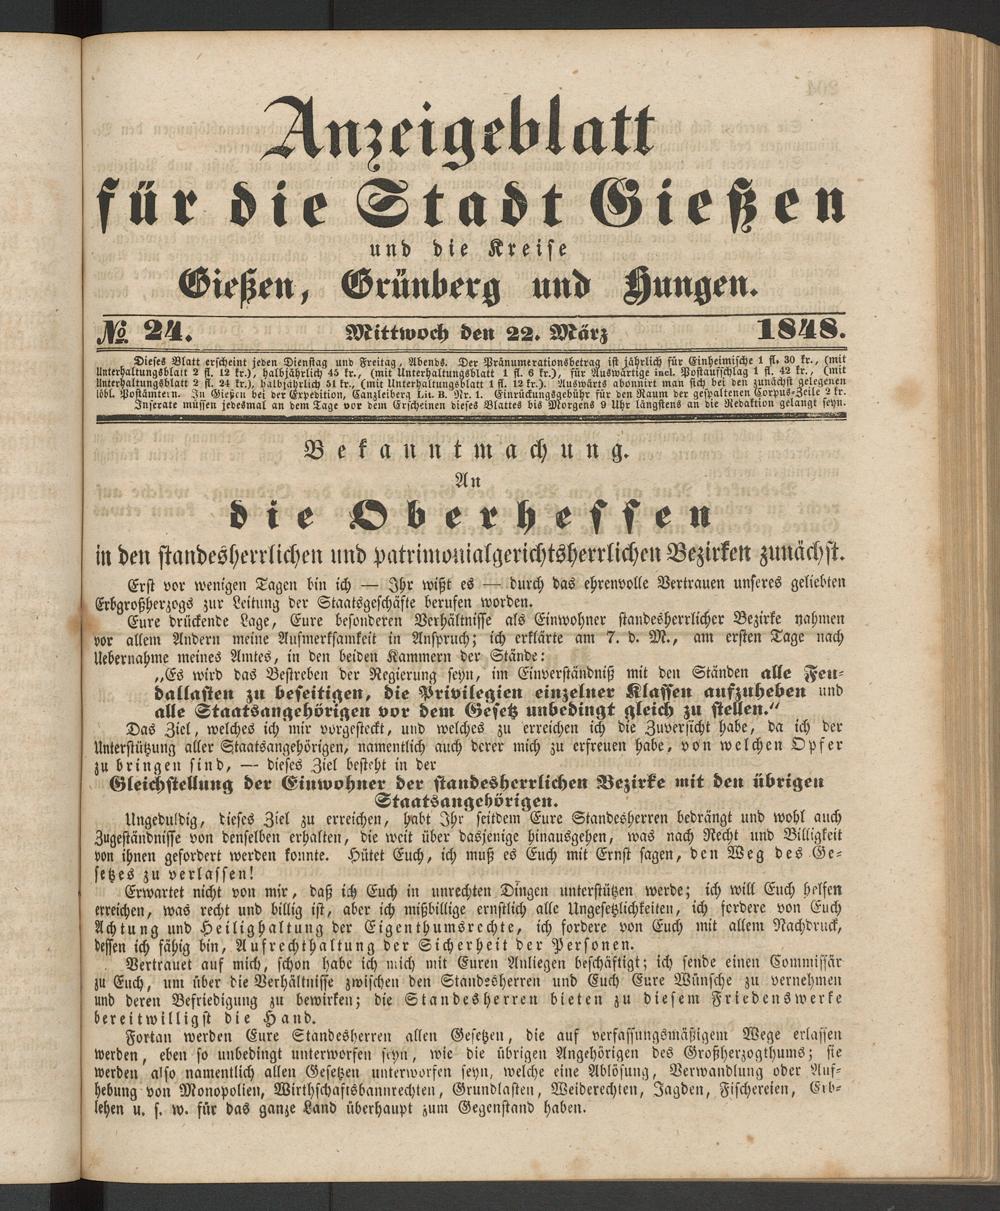 Anzeigeblatt
für die Stadt Gießen
und die Kreise
Gießen, Grünberg und Hungen.
№ 24. Mittwoch den 22. März 1848.
Dieses Blatt erscheint jeden Dienstag und Freitag, Abends. Der Pränumerationsbetrag ist jährlich für Einheimische 1 fl. 30 kr., (mit
Unterhaltungsblatt 2 fl. 12 kr.), halbjährlich 45 kr., (mit Unterhaltungsblatt 1 fl. 6 kr.), für Auswärtige incl. Postaufschlag 1 fl. 42 kr., (mit
Unterhaltungsblatt 2 fl. 24 kr.), halbjährlich 51 kr., (mit Unterhaltungsblatt 1 fl. 12 kr.). Auswärts abonnirt man sich bei den zunächst gelegenen
löbl. Postämtern. In Gießen bei der Expedition, Canzleiberg Lit. B. Nr. 1. Einrückungsgebühr für den Raum der gespaltenen Corpus-Zeile 2 kr.
Inserate müssen jedesmal an dem Tage vor dem Erscheinen dieses Blattes bis Morgens 9 Uhr längstens an die Redaktion gelangt seyn.
Bekanntmachung.
An
die Oberhessen
in den standesherrlichen und patrimonialgerichtsherrlichen Bezirken zunächst.
Erst vor wenigen Tagen bin ich — Ihr wißt es — durch das ehrenvolle Vertrauen unseres geliebten
Erbgroßherzogs zur Leitung der Staatsgeschäfte berufen worden.
Eure drückende Lage, Eure besonderen Verhältnisse als Einwohner standesherrlicher Bezirke nahmen
vor allem Andern meine Aufmerksamkeit in Anspruch; ich erklärte am 7. d. M., am ersten Tage nach
Uebernahme meines Amtes, in den beiden Kammern der Stände:
„Es wird das Bestreben der Regierung seyn, im Einverständniß mit den Ständen alle Feu-
dallasten zu beseitigen, die Privilegien einzelner Klassen aufzuheben und
alle Staatsangehörigen vor dem Gesetz unbedingt gleich zu stellen.“
Das Ziel, welches ich mir vorgesteckt, und welches zu erreichen ich die Zuversicht habe, da ich der
Unterstützung aller Staatsangehörigen, namentlich auch derer mich zu erfreuen habe, von welchen Opfer
zu bringen sind, — dieses Ziel besteht in der
Gleichstellung der Einwohner der standesherrlichen Bezirke mit den übrigen
Staatsangehörigen.
Ungeduldig, dieses Ziel zu erreichen, habt Ihr seitdem Eure Standesherren bedrängt und wohl auch
Zugeständnisse von denselben erhalten, die weit über dasjenige hinausgehen, was nach Recht und Billigkeit
von ihnen gefordert werden konnte. Hütet Euch, ich muß es Euch mit Ernst sagen, den Weg des Ge-
setzes zu verlassen!
Erwartet nicht von mir, daß ich Euch in unrechten Dingen unterstützen werde; ich will Euch helfen
erreichen, was recht und billig ist, aber ich mißbillige ernstlich alle Ungesetzlichkeiten, ich fordere von Euch
Achtung und Heilighaltung der Eigenthumsrechte, ich fordere von Euch mit allem Nachdruck,
dessen ich fähig bin, Aufrechthaltung der Sicherheit der Personen.
Vertrauet auf mich, schon habe ich mich mit Euren Anliegen beschäftigt; ich sende einen Commissär
zu Euch, um über die Verhältnisse zwischen den Standesherren und Euch Eure Wünsche zu vernehmen
und deren Befriedigung zu bewirken; die Standesherren bieten zu diesem Friedenswerke
bereitwilligst die Hand.
Fortan werden Eure Standesherren allen Gesetzen, die auf verfassungsmäßigem Wege erlassen
werden, eben so unbedingt unterworfen seyn, wie die übrigen Angehörigen des Großherzogthums; sie
werden also namentlich allen Gesetzen unterworfen seyn, welche eine Ablösung, Verwandlung oder Auf-
hebung von Monopolien, Wirthschaftsbannrechten, Grundlasten, Weiderechten, Jagden, Fischereien, Erb-
lehen u. s. w. für das ganze Land überhaupt zum Gegenstand haben.